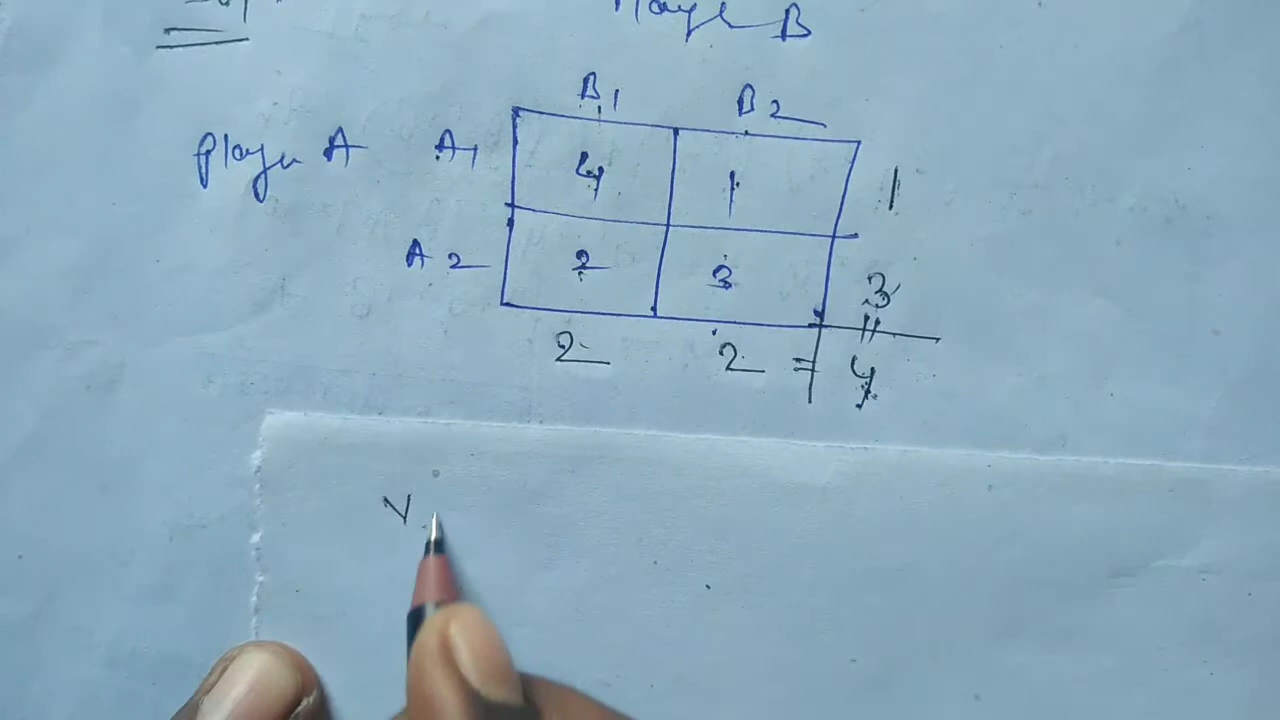 Player B
B1 B2
Player A A1 4 1 1
A2 2 3 3
2 2 = 4
V